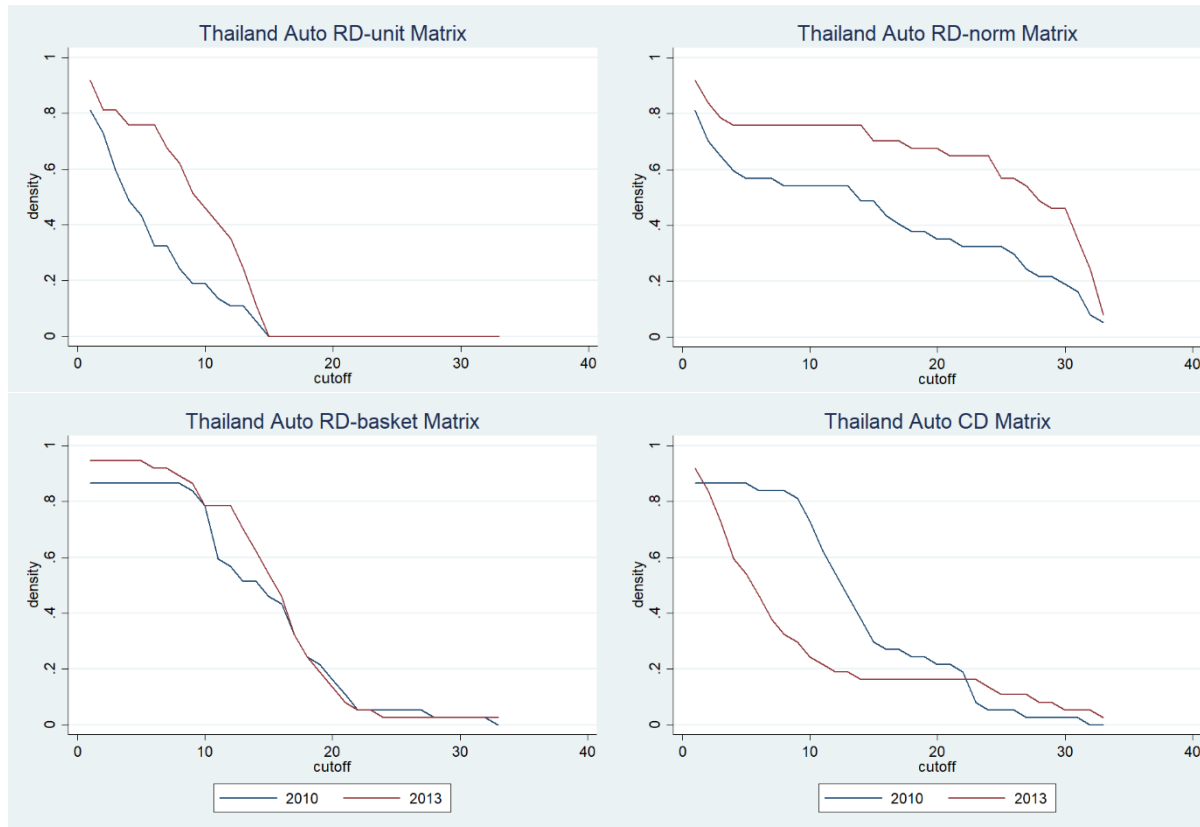 Thailand Auto RD-unit Matrix
density
0 .2 .4 .6 .8 1
0 10 20 30 40
cutoff
Thailand Auto RD-norm Matrix
density
0 .2 .4 .6 .8 1
0 10 20 30 40
cutoff
Thailand Auto RD-basket Matrix
density
0 .2 .4 .6 .8 1
0 10 20 30 40
cutoff
2010 2013
Thailand Auto CD Matrix
density
0 .2 .4 .6 .8 1
0 10 20 30 40
cutoff
2010 2013